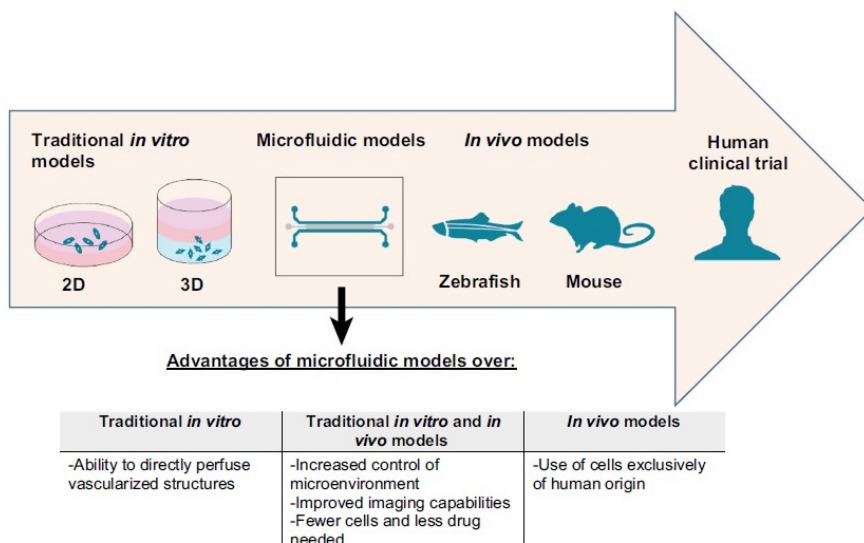 Traditional in vitro
models
Microfluidic models
In vivo models
Human
clinical trial
2D
3D
Zebrafish
Mouse
Advantages of microfluidic models over:
Traditional in vitro
Traditional in vitro and in
vivo models
In vivo models
-Ability to directly perfuse
vascularized structures
-Increased control of
microenvironment
-Improved imaging capabilities
-Fewer cells and less drug
needed
-Use of cells exclusively
of human origin